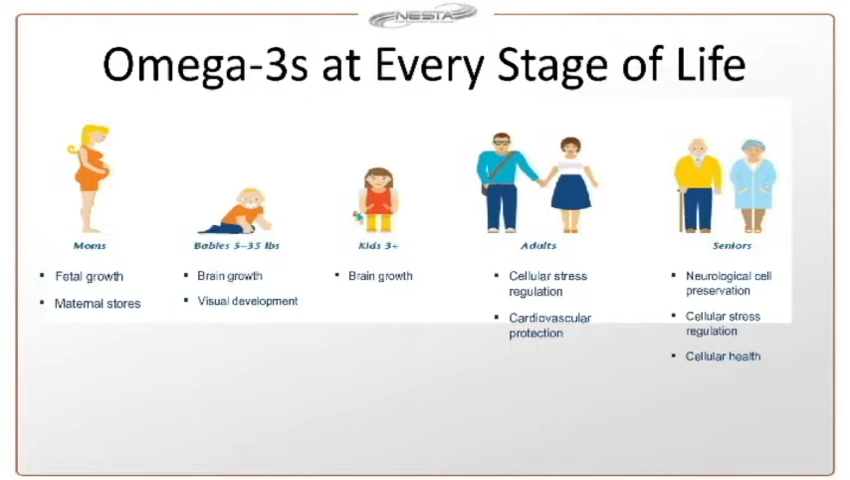 NESTA
Omega-3s at Every Stage of Life
Moms
Fetal growth
Maternal stores
Babies 5–35 lbs
Brain growth
Visual development
Kids 3+
Brain growth
Adults
Cellular stress
regulation
Cardiovascular
protection
Seniors
Neurological cell
preservation
Cellular stress
regulation
Cellular health